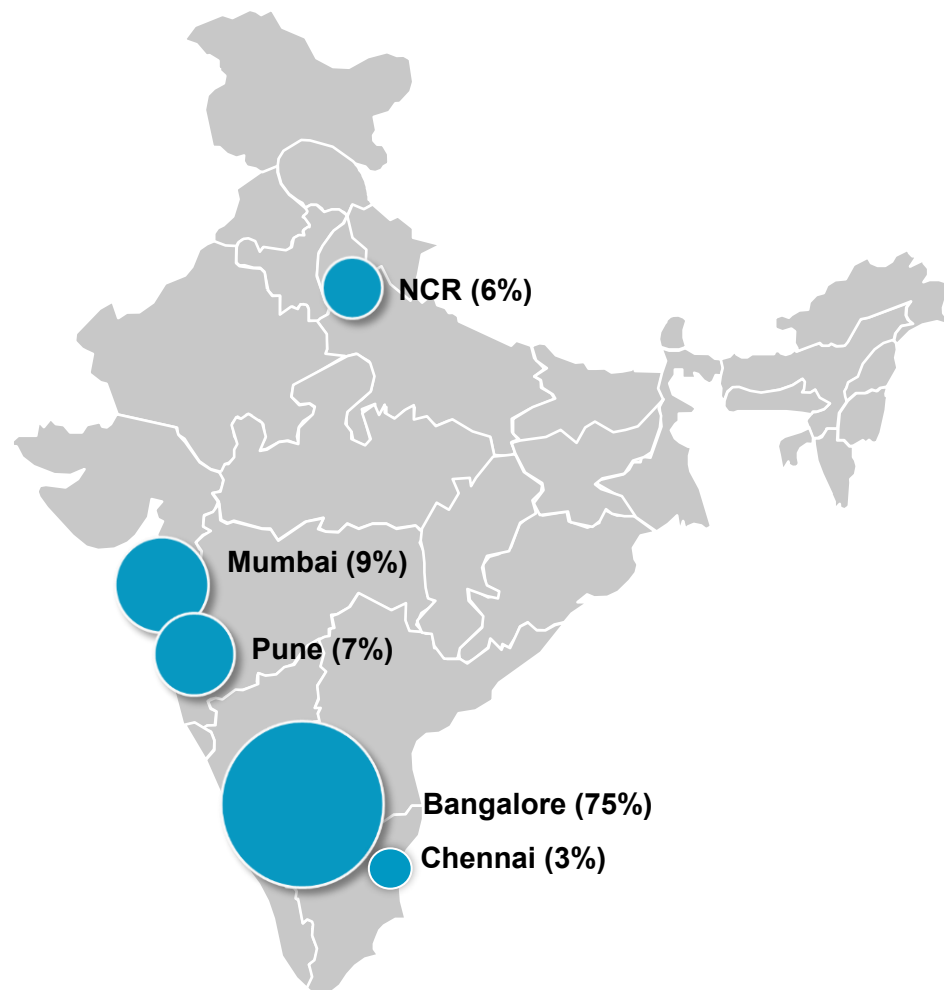 NCR (6%)
Mumbai (9%)
Pune (7%)
Bangalore (75%)
Chennai (3%)